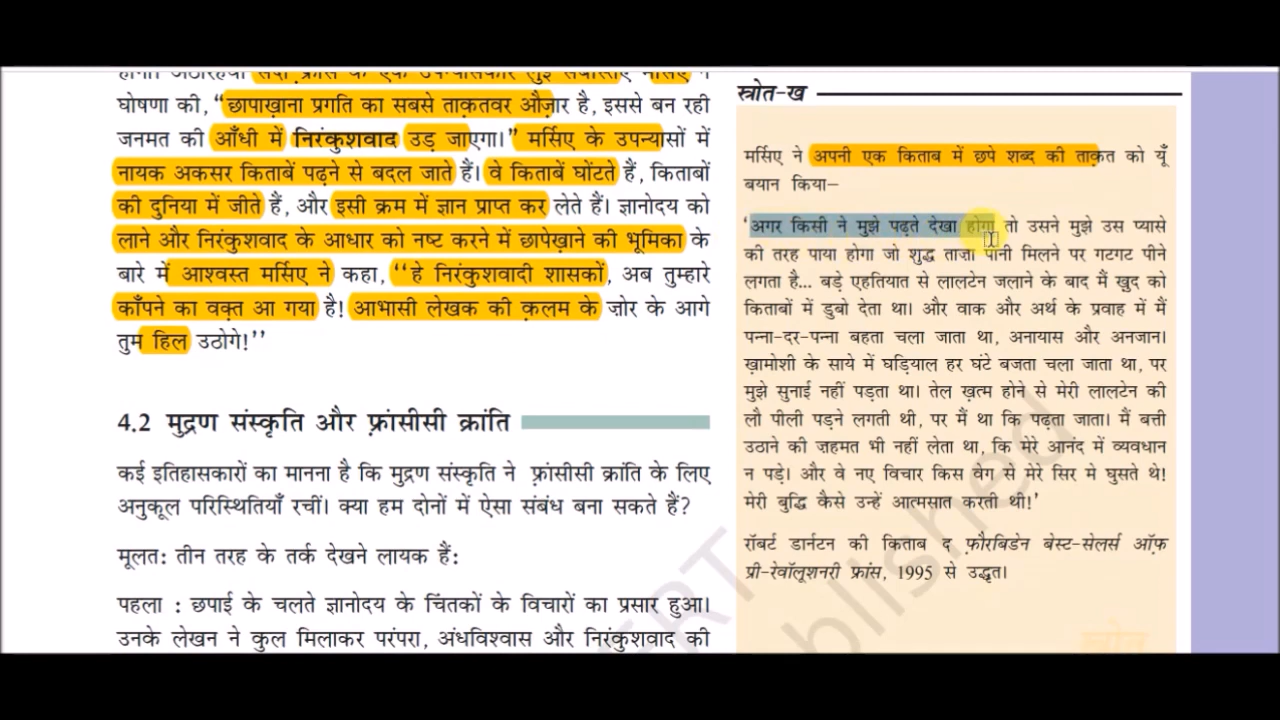 होगी। अठारहवीं सदी फ़्रांस के एक उपन्यासकार लुई सेबेस्तिए मर्सिए ने
घोषणा की, “छापाखाना प्रगति का सबसे ताक़तवर औज़ार है, इससे बन रही
जनमत की आँधी में निरंकुशवाद उड़ जाएगा।” मर्सिए के उपन्यासों में
नायक अकसर किताबें पढ़ने से बदल जाते हैं। वे किताबें घोंटते हैं, किताबों
की दुनिया में जीते हैं, और इसी क्रम में ज्ञान प्राप्त कर लेते हैं। ज्ञानोदय को
लाने और निरंकुशवाद के आधार को नष्ट करने में छापेखाने की भूमिका के
बारे में आश्वस्त मर्सिए ने कहा, ‘‘हे निरंकुशवादी शासकों, अब तुम्हारे
काँपने का वक़्त आ गया है! आभासी लेखक की क़लम के जोर के आगे
तुम हिल उठोगे!’’
4.2 मुद्रण संस्कृति और फ़्रांसीसी क्रांति
कई इतिहासकारों का मानना है कि मुद्रण संस्कृति ने फ़्रांसीसी क्रांति के लिए
अनुकूल परिस्थितियाँ रचीं। क्या हम दोनों में ऐसा संबंध बना सकते हैं?
मूलतः तीन तरह के तर्क देखने लायक हैं:
पहला : छपाई के चलते ज्ञानोदय के चिंतकों के विचारों का प्रसार हुआ।
उनके लेखन ने कुल मिलाकर परंपरा, अंधविश्वास और निरंकुशवाद की
स्त्रोत-ख
मर्सिए ने अपनी एक किताब में छपे शब्द की ताक़त को यूँ
बयान किया–
‘अगर किसी ने मुझे पढ़ते देखा होगा तो उसने मुझे उस प्यासे
की तरह पाया होगा जो शुद्ध ताजा पानी मिलने पर गटगट पीने
लगता है... बड़े एहतियात से लालटेन जलाने के बाद मैं खुद को
किताबों में डुबो देता था। और वाक और अर्थ के प्रवाह में मैं
पन्ना-दर-पन्ना बहता चला जाता था, अनायास और अनजान।
ख़ामोशी के साये में घड़ियाल हर घंटे बजता चला जाता था, पर
मुझे सुनाई नहीं पड़ता था। तेल ख़त्म होने से मेरी लालटेन की
लौ पीली पड़ने लगती थी, पर मैं था कि पढ़ता जाता। मैं बत्ती
उठाने की ज़हमत भी नहीं लेता था, कि मेरे आनंद में व्यवधान
न पड़े। और वे नए विचार किस वेग से मेरे सिर मे घुसते थे!
मेरी बुद्धि कैसे उन्हें आत्मसात करती थी!’
रॉबर्ट डार्नटन की किताब द फ़ौरबिडेन बेस्ट-सेलर्स ऑफ़
प्री-रेवॉलूशनरी फ्रांस, 1995 से उद्धृत।
स्रोत